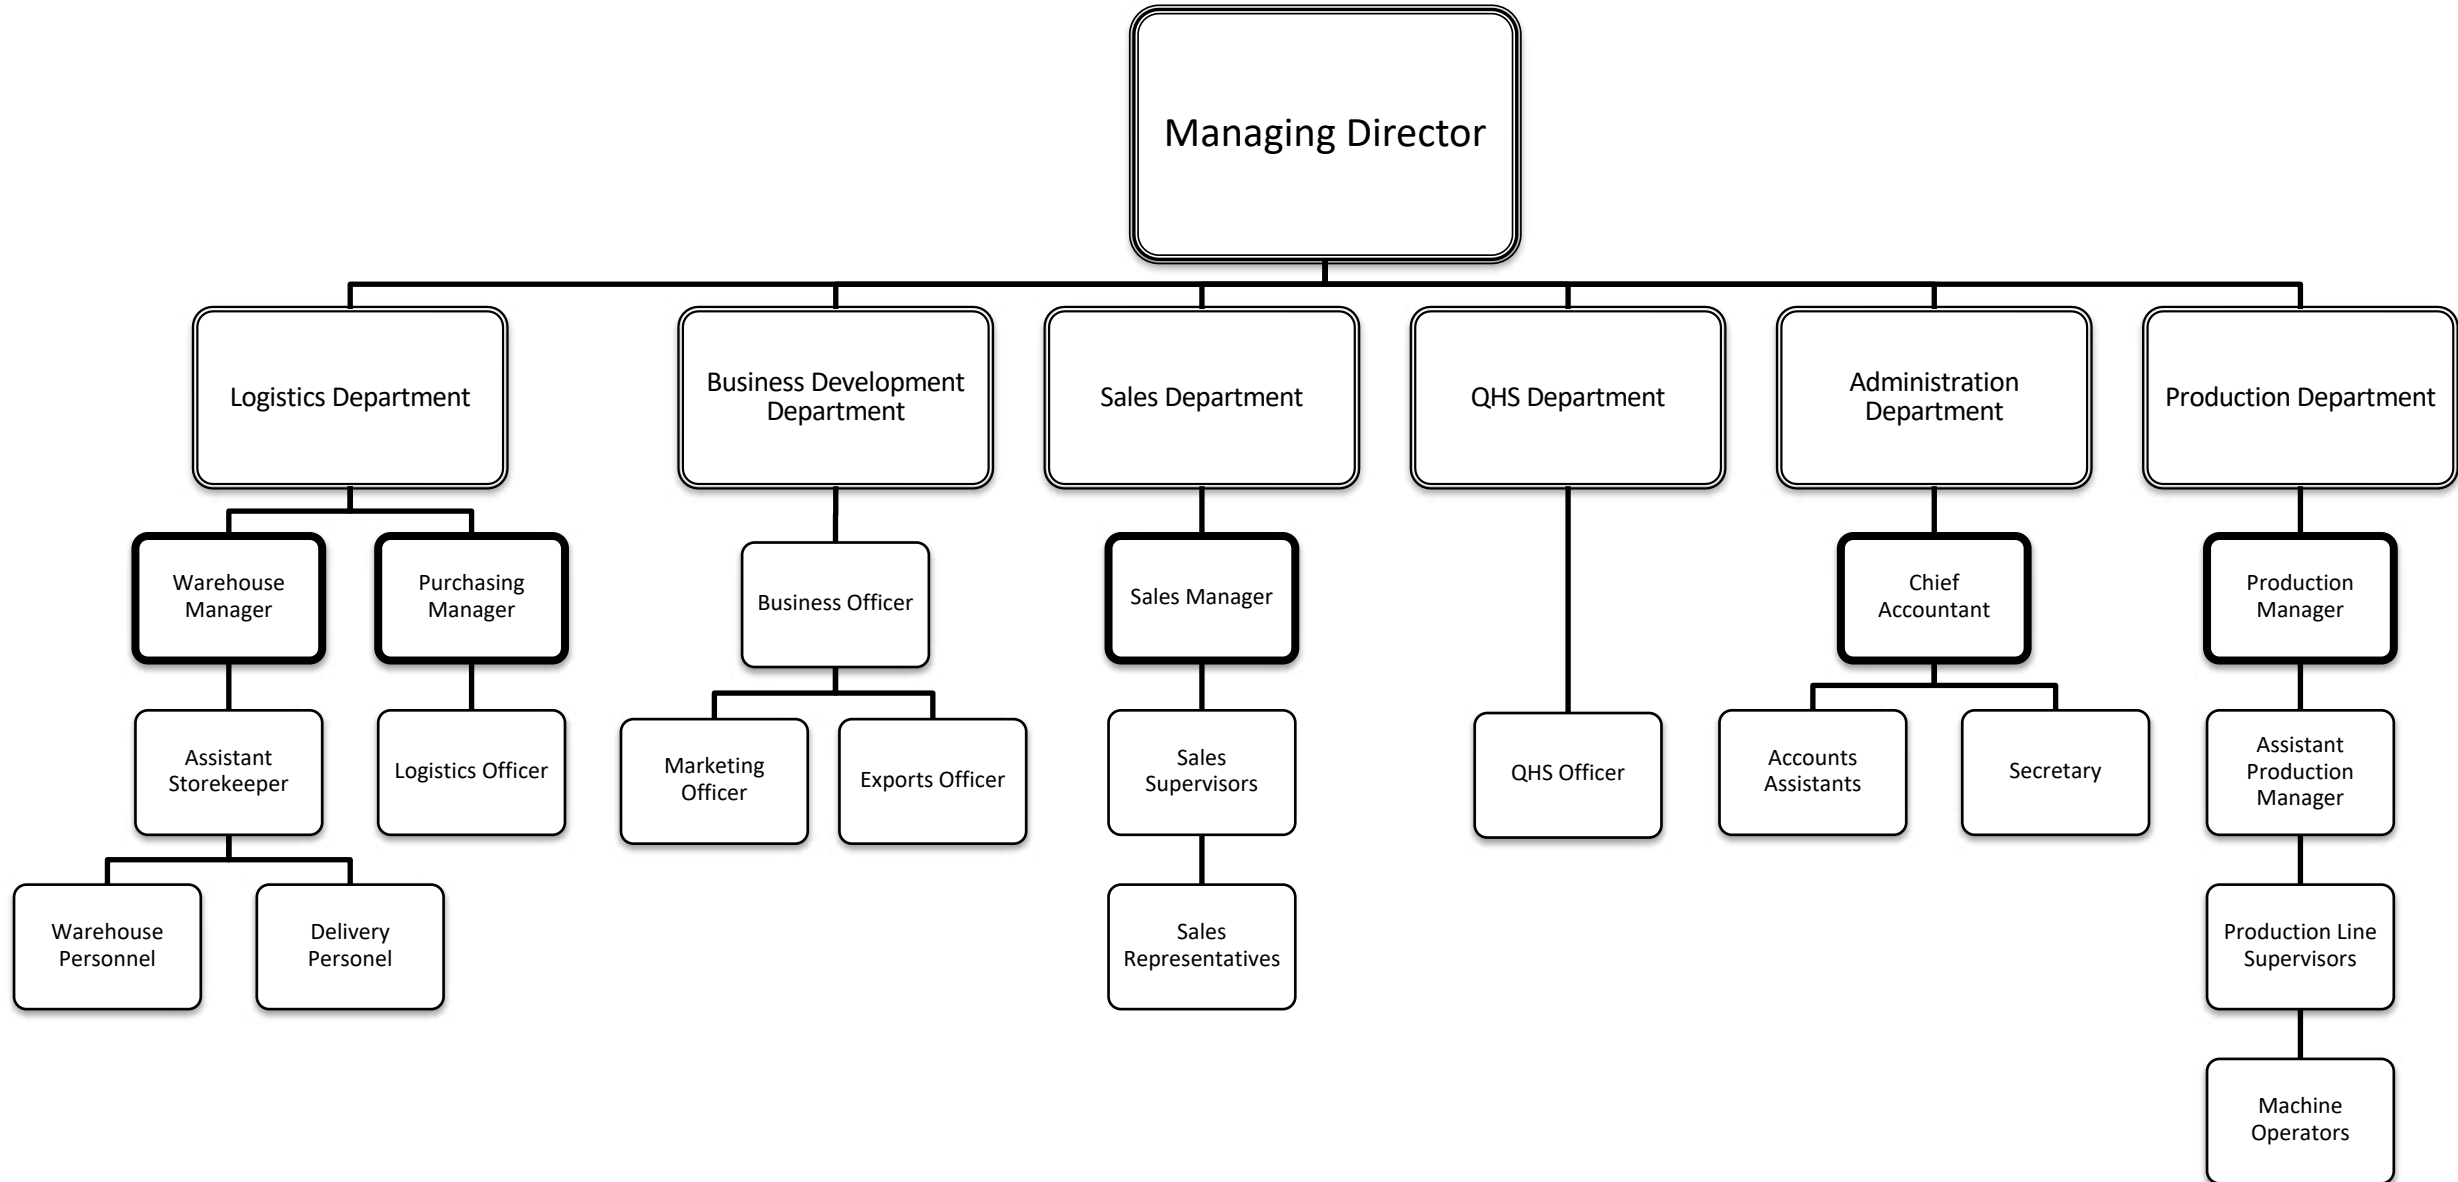 Managing Director
Logistics Department
Business Development
Department
Sales Department
QHS Department
Administration
Department
Production Department
Warehouse
Manager
Purchasing
Manager
Business Officer
Sales Manager
Chief
Accountant
Production
Manager
Assistant
Storekeeper
Logistics Officer
Marketing
Officer
Exports Officer
Sales
Supervisors
QHS Officer
Accounts
Assistants
Secretary
Assistant
Production
Manager
Warehouse
Personnel
Delivery
Personel
Sales
Representatives
Production Line
Supervisors
Machine
Operators